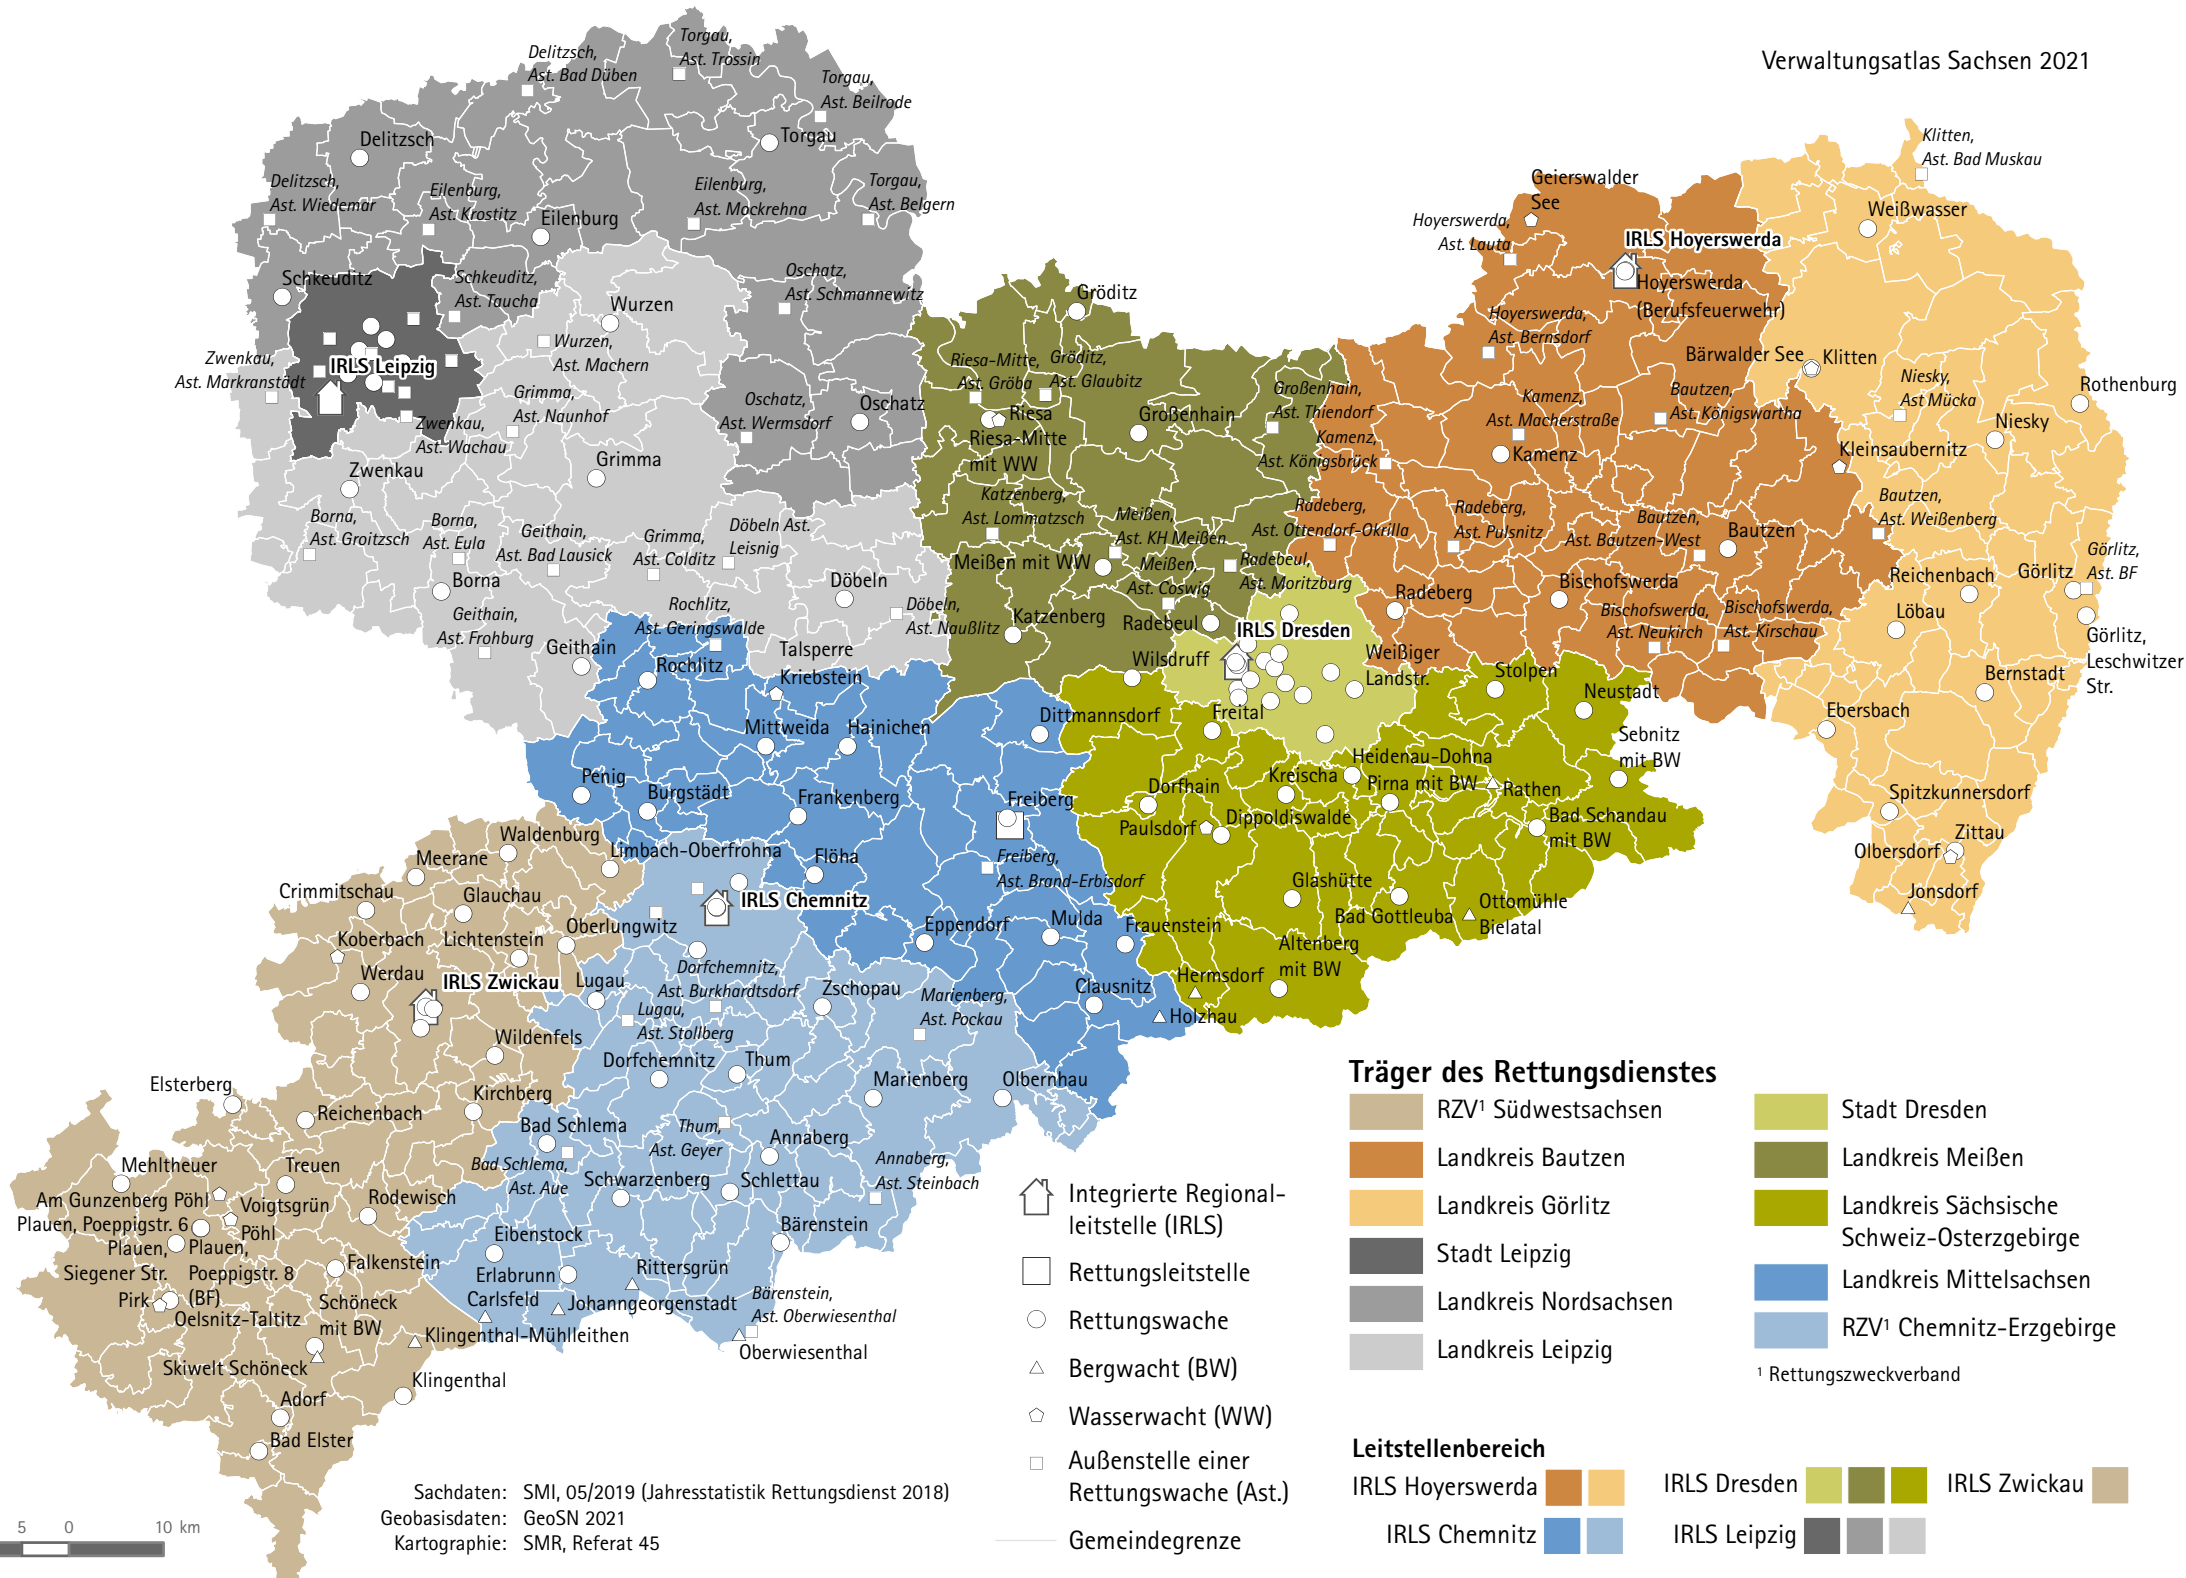 Verwaltungsatlas Sachsen 2021
Delitzsch,
Ast. Bad Düben
Torgau,
Ast. Trossin
Torgau,
Ast. Beilrode
Delitzsch
Torgau
Delitzsch,
Ast. Wiedemar
Eilenburg,
Ast. Krostitz
Eilenburg
Eilenburg,
Ast. Mockrehna
Torgau,
Ast. Belgern
Schkeuditz
Schkeuditz,
Ast. Taucha
Oschatz,
Ast. Schmannewitz
Wurzen
Wurzen,
Ast. Machern
Zwenkau,
Ast. Markranstädt
IRLS Leipzig
Grimma,
Ast. Naunhof
Zwenkau,
Ast. Wachau
Oschatz,
Ast. Wermsdorf
Oschatz
Zwenkau
Grimma
Borna,
Ast. Groitzsch
Borna,
Ast. Eula
Geithain,
Ast. Bad Lausick
Grimma,
Ast. Colditz
Döbeln Ast.
Leisnig
Borna
Döbeln
Geithain,
Ast. Frohburg
Döbeln,
Ast. Naußlitz
Geithain
Rochlitz,
Ast. Geringswalde
Rochlitz
Talsperre
Kriebstein
Gröditz
Riesa-Mitte,
Ast. Gröba
Gröditz,
Ast. Glaubitz
Riesa
Riesa-Mitte
mit WW
Großenhain
Großenhain,
Ast. Thiendorf
Kamenz,
Ast. Königsbrück
Katzenberg,
Ast. Lommatzsch
Meißen,
Ast. KH Meißen
Meißen mit WW
Meißen,
Ast. Coswig
Radebeul,
Ast. Moritzburg
Katzenberg
Radebeul
IRLS Dresden
Wilsdruff
Weißiger
Landstr.
Geierswalder
See
Hoyerswerda,
Ast. Lauta
IRLS Hoyerswerda
Hoyerswerda
(Berufsfeuerwehr)
Hoyerswerda,
Ast. Bernsdorf
Klitten,
Ast. Bad Muskau
Weißwasser
Bärwalder See
Klitten
Kamenz,
Ast. Macherstraße
Bautzen,
Ast. Königswartha
Niesky,
Ast Mücka
Rothenburg
Niesky
Kamenz
Kleinsaubernitz
Radeberg,
Ast. Ottendorf-Okrilla
Radeberg,
Ast. Pulsnitz
Bautzen,
Ast. Bautzen-West
Bautzen
Bautzen,
Ast. Weißenberg
Radeberg
Bischofswerda
Bischofswerda,
Ast. Neukirch
Bischofswerda,
Ast. Kirschau
Reichenbach
Görlitz
Görlitz,
Ast. BF
Löbau
Görlitz,
Leschwitzer
Str.
Bernstadt
Ebersbach
Spitzkunnersdorf
Zittau
Olbersdorf
Jonsdorf
Stolpen
Neustadt
Sebnitz
mit BW
Freital
Dittmannsdorf
Heidenau-Dohna
Kreischa
Pirna mit BW
Rathen
Dorfhain
Paulsdorf
Dippoldiswalde
Bad Schandau
mit BW
Glashütte
Bad Gottleuba
Ottomühle
Bielatal
Altenberg
mit BW
Hermsdorf
Mittweida
Hainichen
Penig
Burgstädt
Frankenberg
Freiberg
Flöha
Freiberg,
Ast. Brand-Erbisdorf
Eppendorf
Mulda
Frauenstein
Clausnitz
Holzhau
Waldenburg
Limbach-Oberfrohna
Meerane
Crimmitschau
Glauchau
IRLS Chemnitz
Oberlungwitz
Koberbach
Lichtenstein
Werdau
IRLS Zwickau
Lugau
Dorfchemnitz,
Ast. Burkhardtsdorf
Lugau,
Ast. Stollberg
Zschopau
Marienberg,
Ast. Pockau
Wildenfels
Dorfchemnitz
Thum
Marienberg
Olbernhau
Elsterberg
Reichenbach
Kirchberg
Bad Schlema
Thum,
Ast. Geyer
Annaberg
Annaberg,
Ast. Steinbach
Bad Schlema,
Ast. Aue
Schwarzenberg
Schlettau
Bärenstein
Mehltheuer
Treuen
Am Gunzenberg Pöhl
Voigtsgrün
Rodewisch
Plauen, Poeppigstr. 6
Pöhl
Plauen,
Siegener Str.
Plauen,
Poeppigstr. 8
(BF)
Falkenstein
Pirk
Oelsnitz-Taltitz
Schöneck
mit BW
Skiwelt Schöneck
Eibenstock
Erlabrunn
Carlsfeld
Rittersgrün
Johanngeorgenstadt
Bärenstein,
Ast. Oberwiesenthal
Oberwiesenthal
Klingenthal-Mühlleithen
Klingenthal
Adorf
Bad Elster
Träger des Rettungsdienstes
RZV¹ Südwestsachsen
Landkreis Bautzen
Landkreis Görlitz
Stadt Leipzig
Landkreis Nordsachsen
Landkreis Leipzig
Stadt Dresden
Landkreis Meißen
Landkreis Sächsische
Schweiz-Osterzgebirge
Landkreis Mittelsachsen
RZV¹ Chemnitz-Erzgebirge
¹ Rettungszweckverband
Integrierte Regional-
leitstelle (IRLS)
Rettungsleitstelle
Rettungswache
Bergwacht (BW)
Wasserwacht (WW)
Außenstelle einer
Rettungswache (Ast.)
Gemeindegrenze
Leitstellenbereich
IRLS Hoyerswerda
IRLS Dresden
IRLS Zwickau
IRLS Chemnitz
IRLS Leipzig
Sachdaten: SMI, 05/2019 (Jahresstatistik Rettungsdienst 2018)
Geobasisdaten: GeoSN 2021
Kartographie: SMR, Referat 45
5 0 10 km